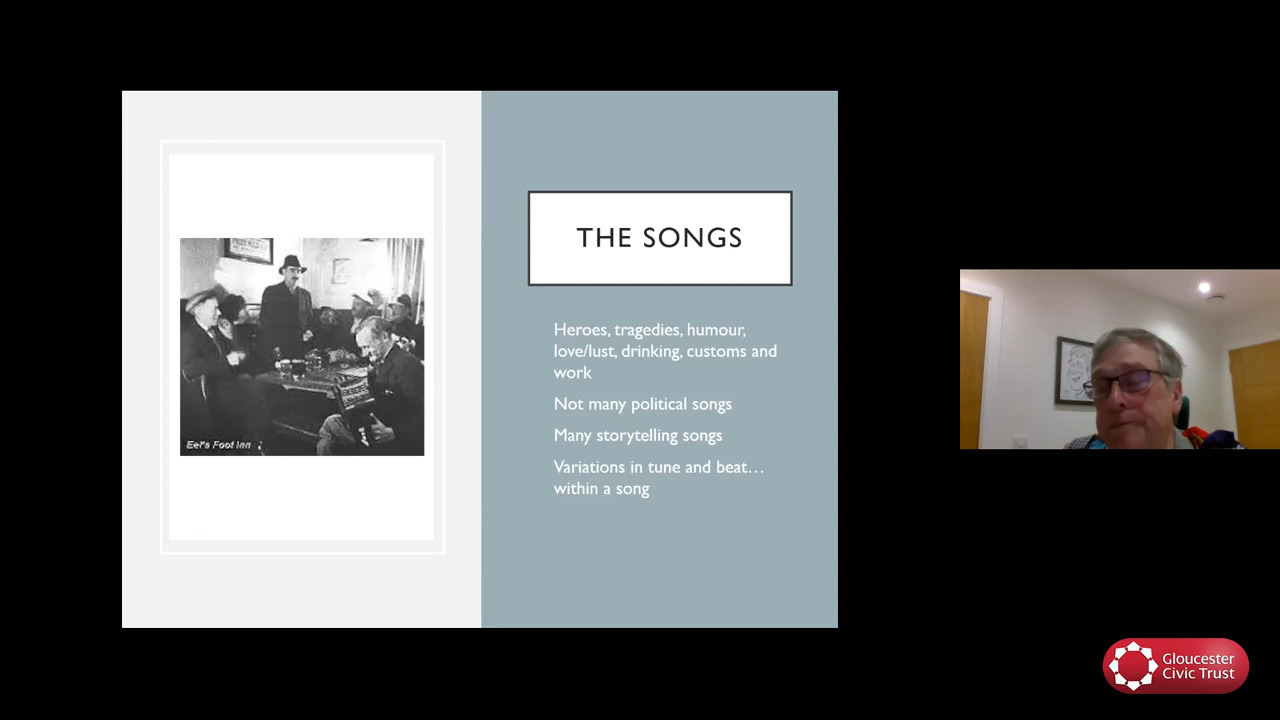 THE SONGS
Heroes, tragedies, humour,
love/lust, drinking, customs and
work
Not many political songs
Many storytelling songs
Variations in tune and beat…
within a song
Eel's Foot Inn
Gloucester
Civic Trust